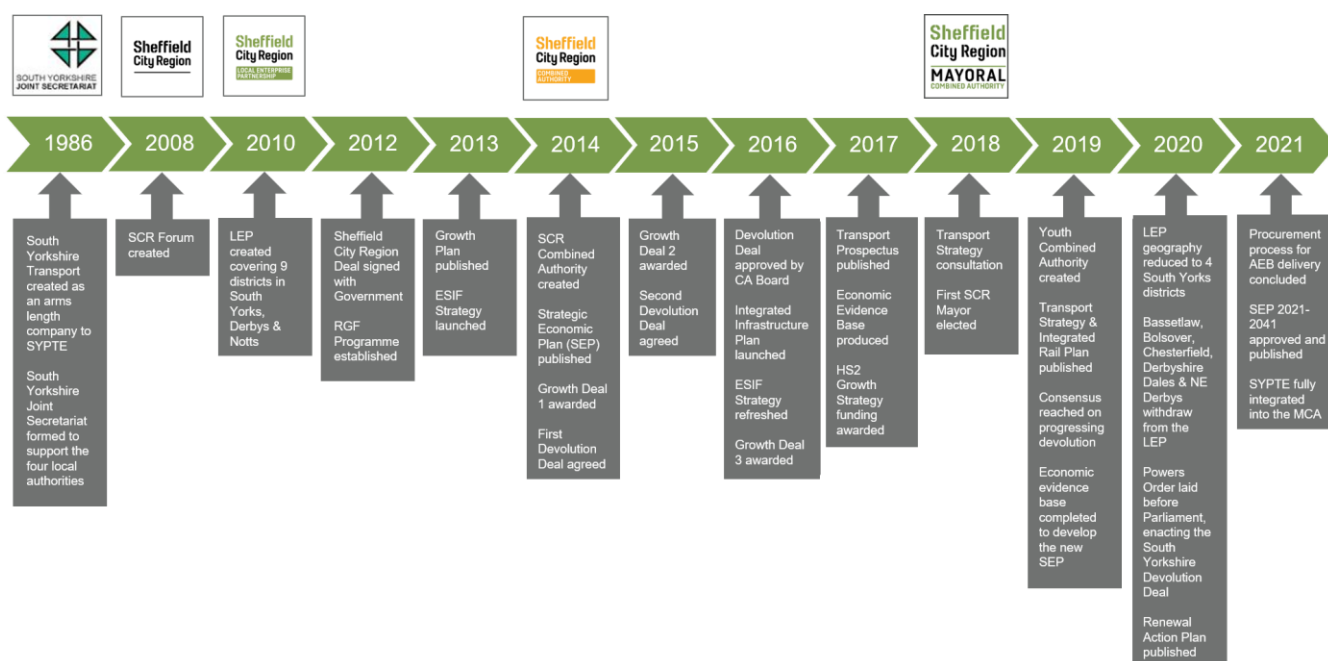 SOUTH YORKSHIRE
JOINT SECRETARIAT
Sheffield
City Region
Sheffield
City Region
LOCAL ENTERPRISE
PARTNERSHIP
Sheffield
City Region
COMBINED
AUTHORITY
Sheffield
City Region
MAYORAL
COMBINED AUTHORITY
1986
2008
2010
2012
2013
2014
2015
2016
2017
2018
2019
2020
2021
South
Yorkshire
Transport
created as
an arms
length
company to
SYPTE
South
Yorkshire
Joint
Secretariat
formed to
support the
four local
authorities
SCR Forum
created
LEP
created
covering 9
districts in
South
Yorks,
Derbys &
Notts
Sheffield
City Region
Deal signed
with
Government
RGF
Programme
established
Growth
Plan
published
ESIF
Strategy
launched
SCR
Combined
Authority
created
Strategic
Economic
Plan (SEP)
published
Growth Deal
1 awarded
First
Devolution
Deal agreed
Growth
Deal 2
awarded
Second
Devolution
Deal
agreed
Devolution
Deal
approved by
CA Board
Integrated
Infrastructure
Plan
launched
ESIF
Strategy
refreshed
Growth Deal
3 awarded
Transport
Prospectus
published
Economic
Evidence
Base
produced
HS2
Growth
Strategy
funding
awarded
Transport
Strategy
consultation
First SCR
Mayor
elected
Youth
Combined
Authority
created
Transport
Strategy &
Integrated
Rail Plan
published
Consensus
reached on
progressing
devolution
Economic
evidence
base
completed
to develop
the new
SEP
LEP
geography
reduced to 4
South Yorks
districts
Bassetlaw,
Bolsover,
Chesterfield,
Derbyshire
Dales & NE
Derbys
withdraw
from the
LEP
Powers
Order laid
before
Parliament,
enacting the
South
Yorkshire
Devolution
Deal
Renewal
Action Plan
published
Procurement
process for
AEB delivery
concluded
SEP 2021-
2041
approved and
published
SYPTE fully
integrated
into the MCA